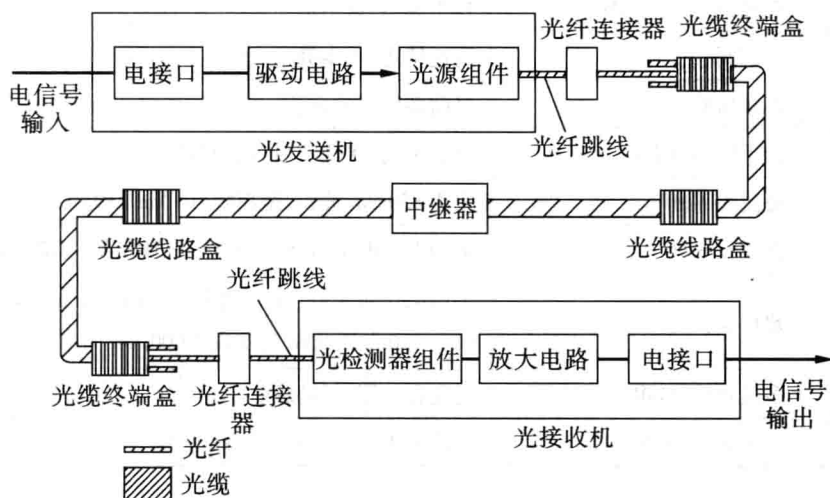 光纤连接器
光缆终端盒
电接口
驱动电路
光源组件
电信号
输入
光发送机
光纤跳线
中继器
光缆线路盒
光缆线路盒
光纤跳线
光检测器组件
放大电路
电接口
光缆终端盒
光纤连接
器
电信号
输出
光接收机
光纤
光缆